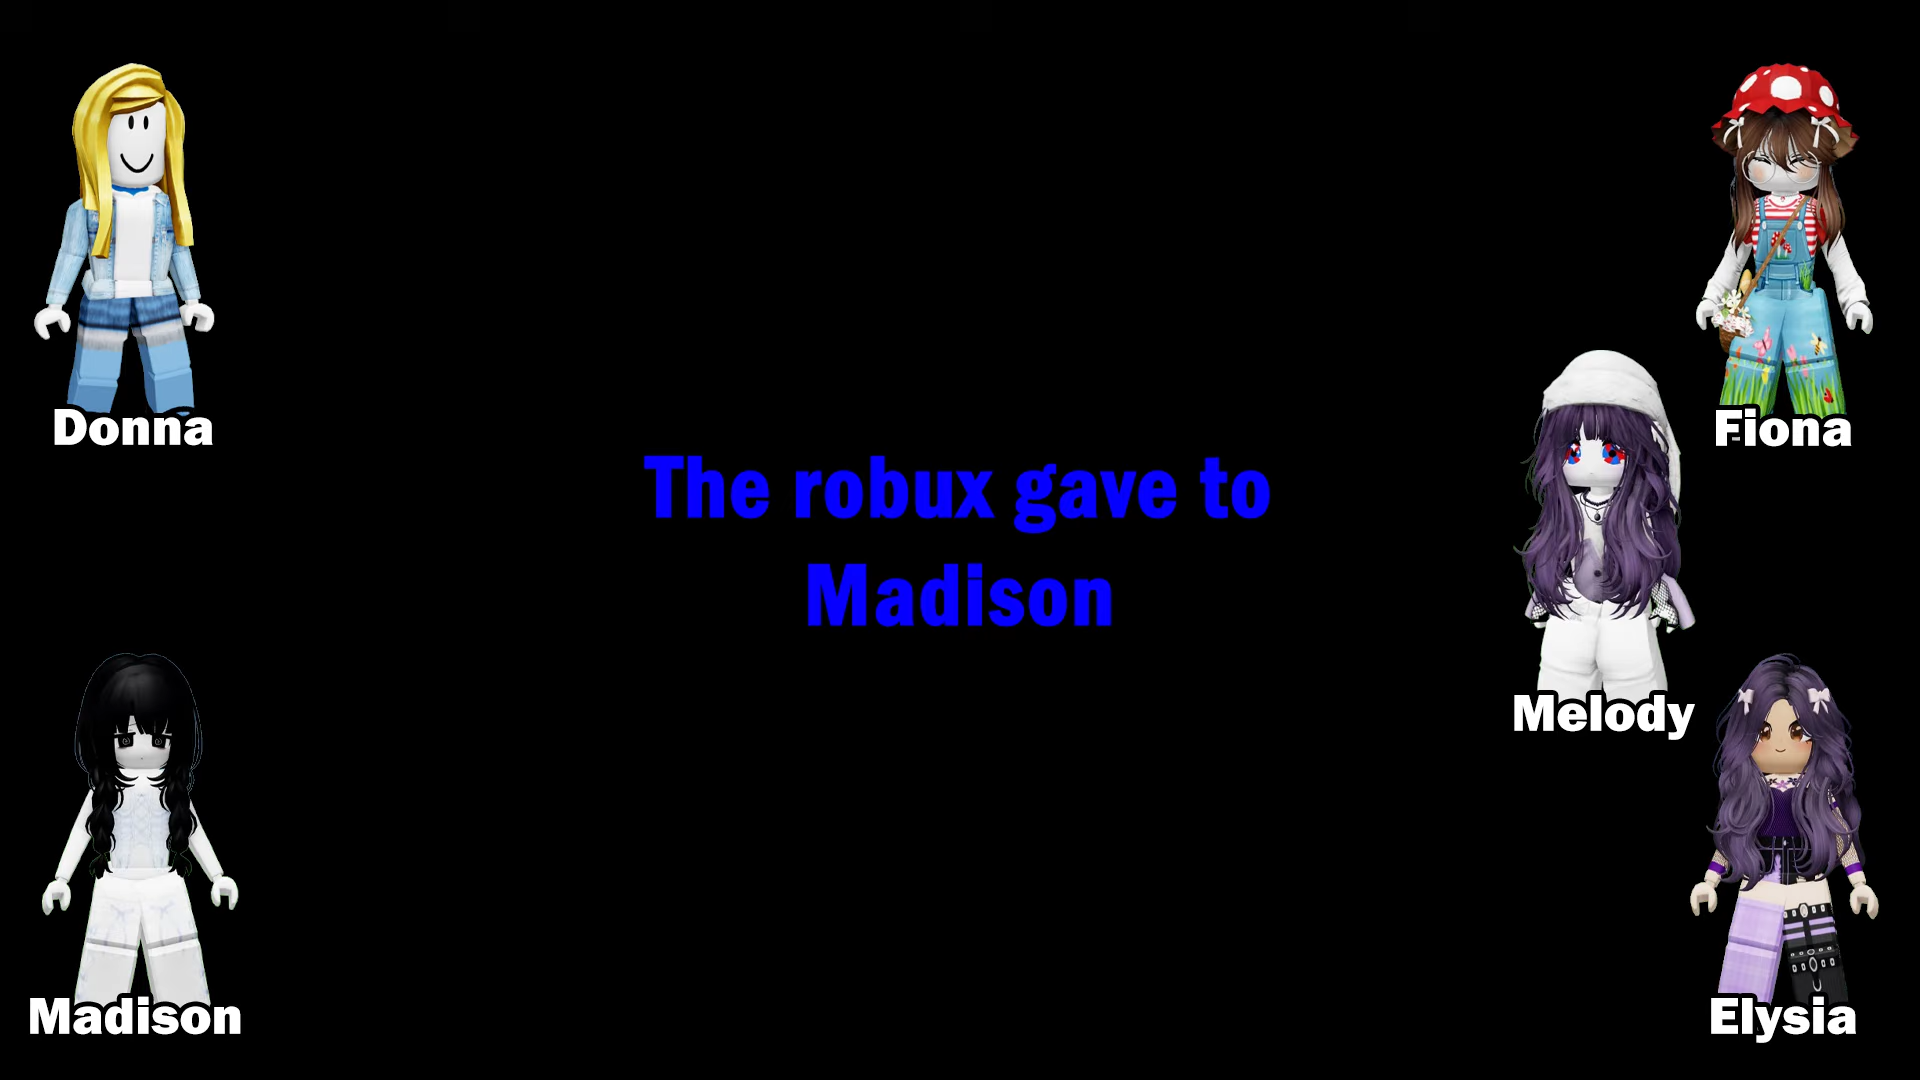 Donna
Fiona
The robux gave to
Madison
Melody
Madison
Elysia